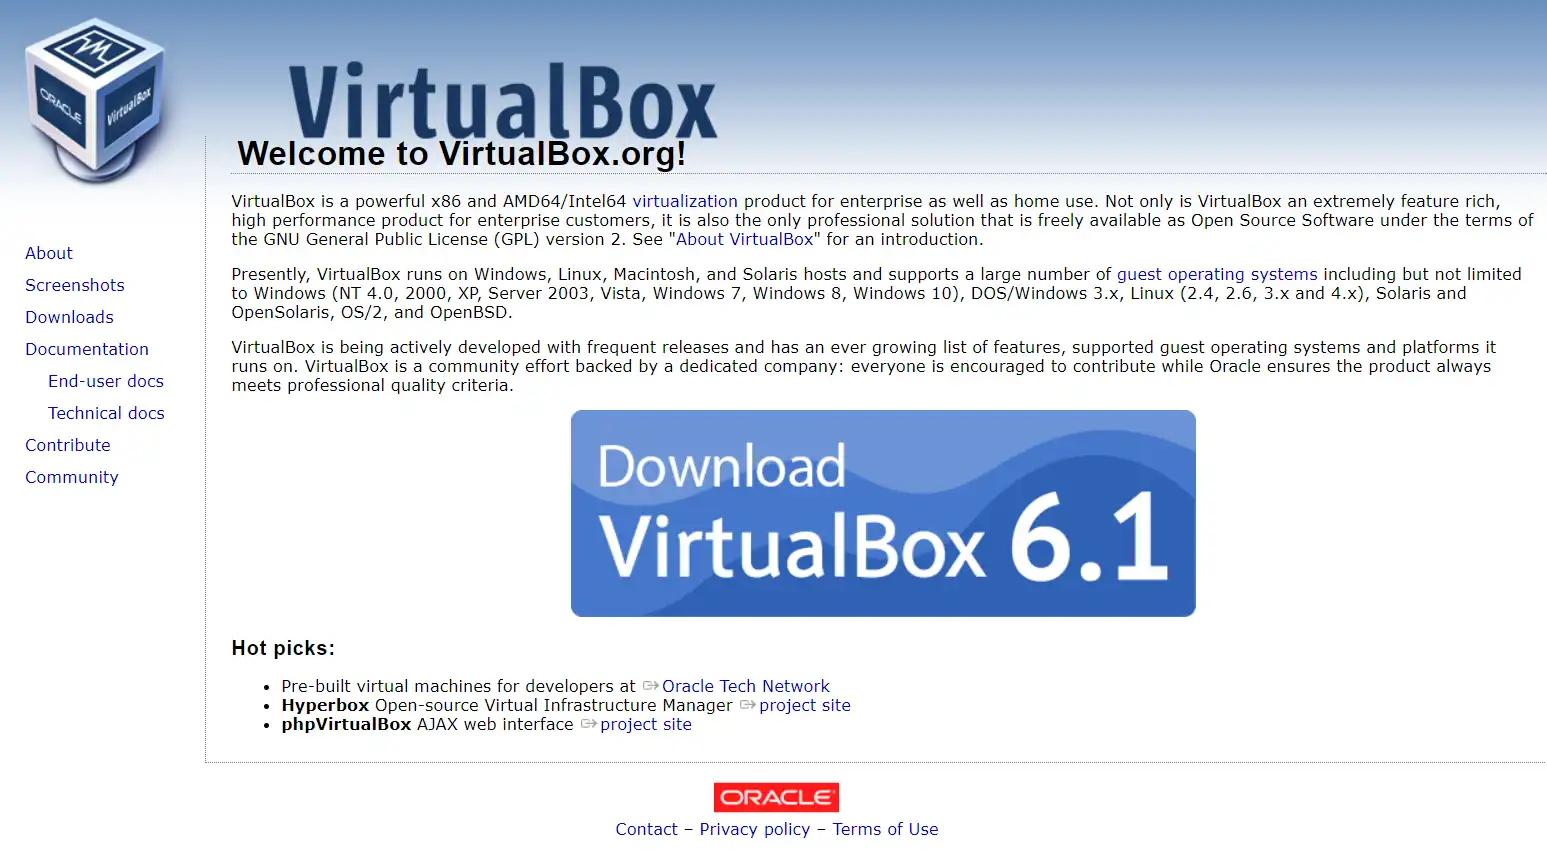 ORACLE
VirtualBox
VirtualBox
Welcome to VirtualBox.org!
About
Screenshots
Downloads
Documentation
End-user docs
Technical docs
Contribute
Community
VirtualBox is a powerful x86 and AMD64/Intel64 virtualization product for enterprise as well as home use. Not only is VirtualBox an extremely feature rich,
high performance product for enterprise customers, it is also the only professional solution that is freely available as Open Source Software under the terms of
the GNU General Public License (GPL) version 2. See "About VirtualBox" for an introduction.
Presently, VirtualBox runs on Windows, Linux, Macintosh, and Solaris hosts and supports a large number of guest operating systems including but not limited
to Windows (NT 4.0, 2000, XP, Server 2003, Vista, Windows 7, Windows 8, Windows 10), DOS/Windows 3.x, Linux (2.4, 2.6, 3.x and 4.x), Solaris and
OpenSolaris, OS/2, and OpenBSD.
VirtualBox is being actively developed with frequent releases and has an ever growing list of features, supported guest operating systems and platforms it
runs on. VirtualBox is a community effort backed by a dedicated company: everyone is encouraged to contribute while Oracle ensures the product always
meets professional quality criteria.
Download
VirtualBox 6.1
Hot picks:
• Pre-built virtual machines for developers at Oracle Tech Network
• Hyperbox Open-source Virtual Infrastructure Manager project site
• phpVirtualBox AJAX web interface project site
ORACLE®
Contact – Privacy policy – Terms of Use